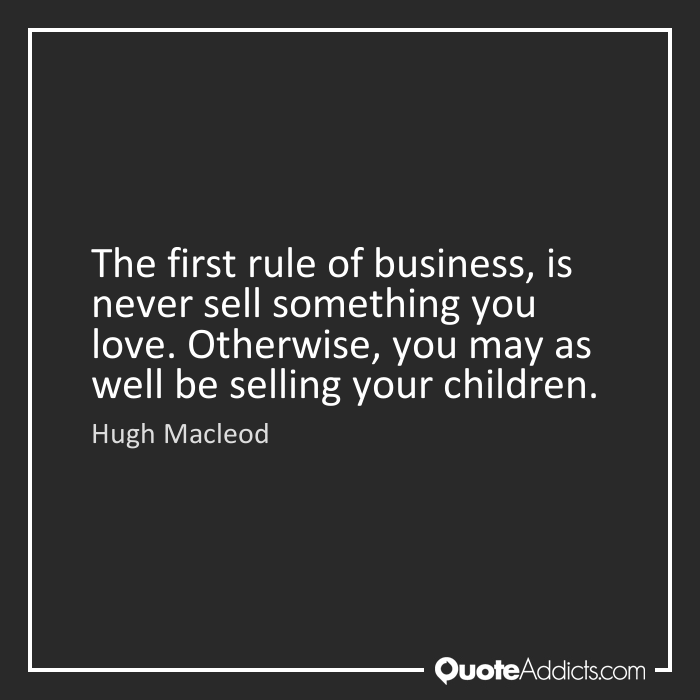 The first rule of business, is
never sell something you
love. Otherwise, you may as
well be selling your children.
Hugh Macleod
QuoteAddicts.com